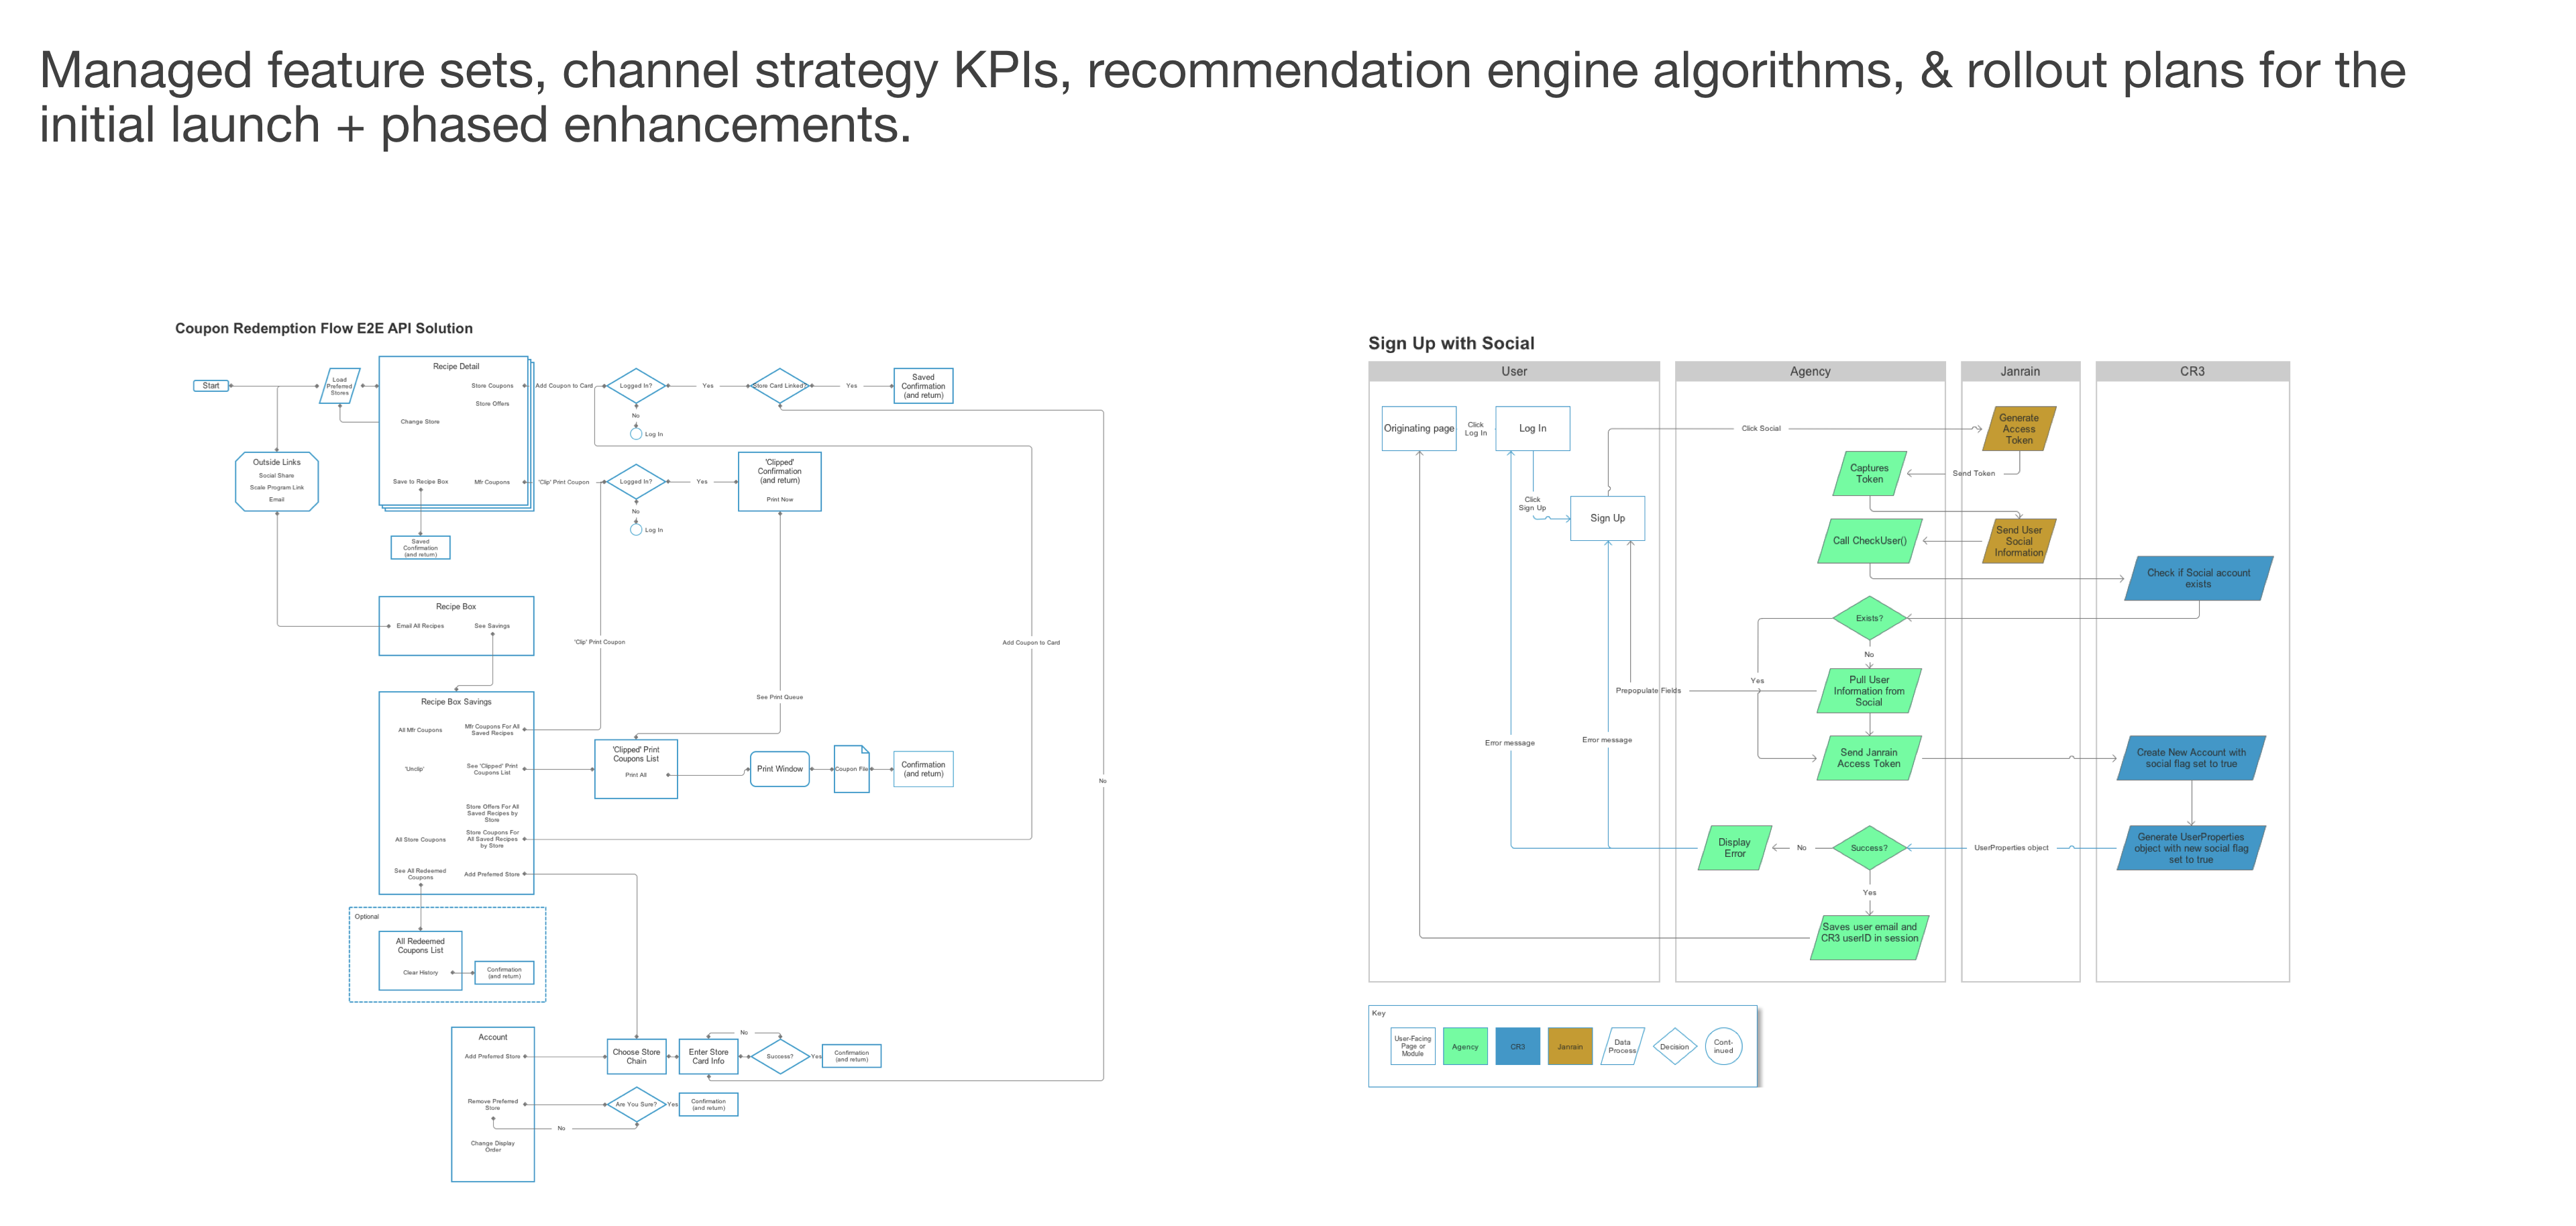 Managed feature sets, channel strategy KPIs, recommendation engine algorithms, & rollout plans for the
initial launch + phased enhancements.
Coupon Redemption Flow E2E API Solution
Start
Load
Preferred
Stores
Recipe Detail
Store Coupons
Store Offers
Change Store
Save to Recipe Box
Mfr Coupons
Add Coupon to Card
Logged In?
Yes
Store Card Linked?
Yes
Saved
Confirmation
(and return)
No
Log In
Outside Links
Social Share
Scale Program Link
Email
'Clip' Print Coupon
Logged In?
Yes
'Clipped'
Confirmation
(and return)
Print Now
No
Log In
Saved
Confirmation
(and return)
Recipe Box
Email All Recipes
See Savings
'Clip' Print Coupon
Add Coupon to Card
See Print Queue
No
Recipe Box Savings
All Mfr Coupons
Mfr Coupons For All
Saved Recipes
'Unclip'
See 'Clipped' Print
Coupons List
Store Offers For All
Saved Recipes by
Store
All Store Coupons
Store Coupons For
All Saved Recipes
by Store
See All Redeemed
Coupons
Add Preferred Store
'Clipped' Print
Coupons List
Print All
Print Window
Coupon File
Confirmation
(and return)
Optional
All Redeemed
Coupons List
Clear History
Confirmation
(and return)
Account
Add Preferred Store
Remove Preferred
Store
Change Display
Order
Choose Store
Chain
Enter Store
Card Info
No
Success?
Yes
Confirmation
(and return)
Are You Sure?
Yes
Confirmation
(and return)
No
Sign Up with Social
User
Agency
Janrain
CR3
Originating page
Click
Log In
Log In
Click Social
Generate
Access
Token
Captures
Token
Send Token
Click
Sign Up
Sign Up
Call CheckUser()
Send User
Social
Information
Check if Social account
exists
Exists?
No
Yes
Prepopulate Fields
Pull User
Information from
Social
Error message
Error message
Send Janrain
Access Token
Create New Account with
social flag set to true
Display
Error
No
Success?
UserProperties object
Generate UserProperties
object with new social flag
set to true
Yes
Saves user email and
CR3 userID in session
Key
User-Facing
Page or
Module
Agency
CR3
Janrain
Data
Process
Decision
Cont-
inued